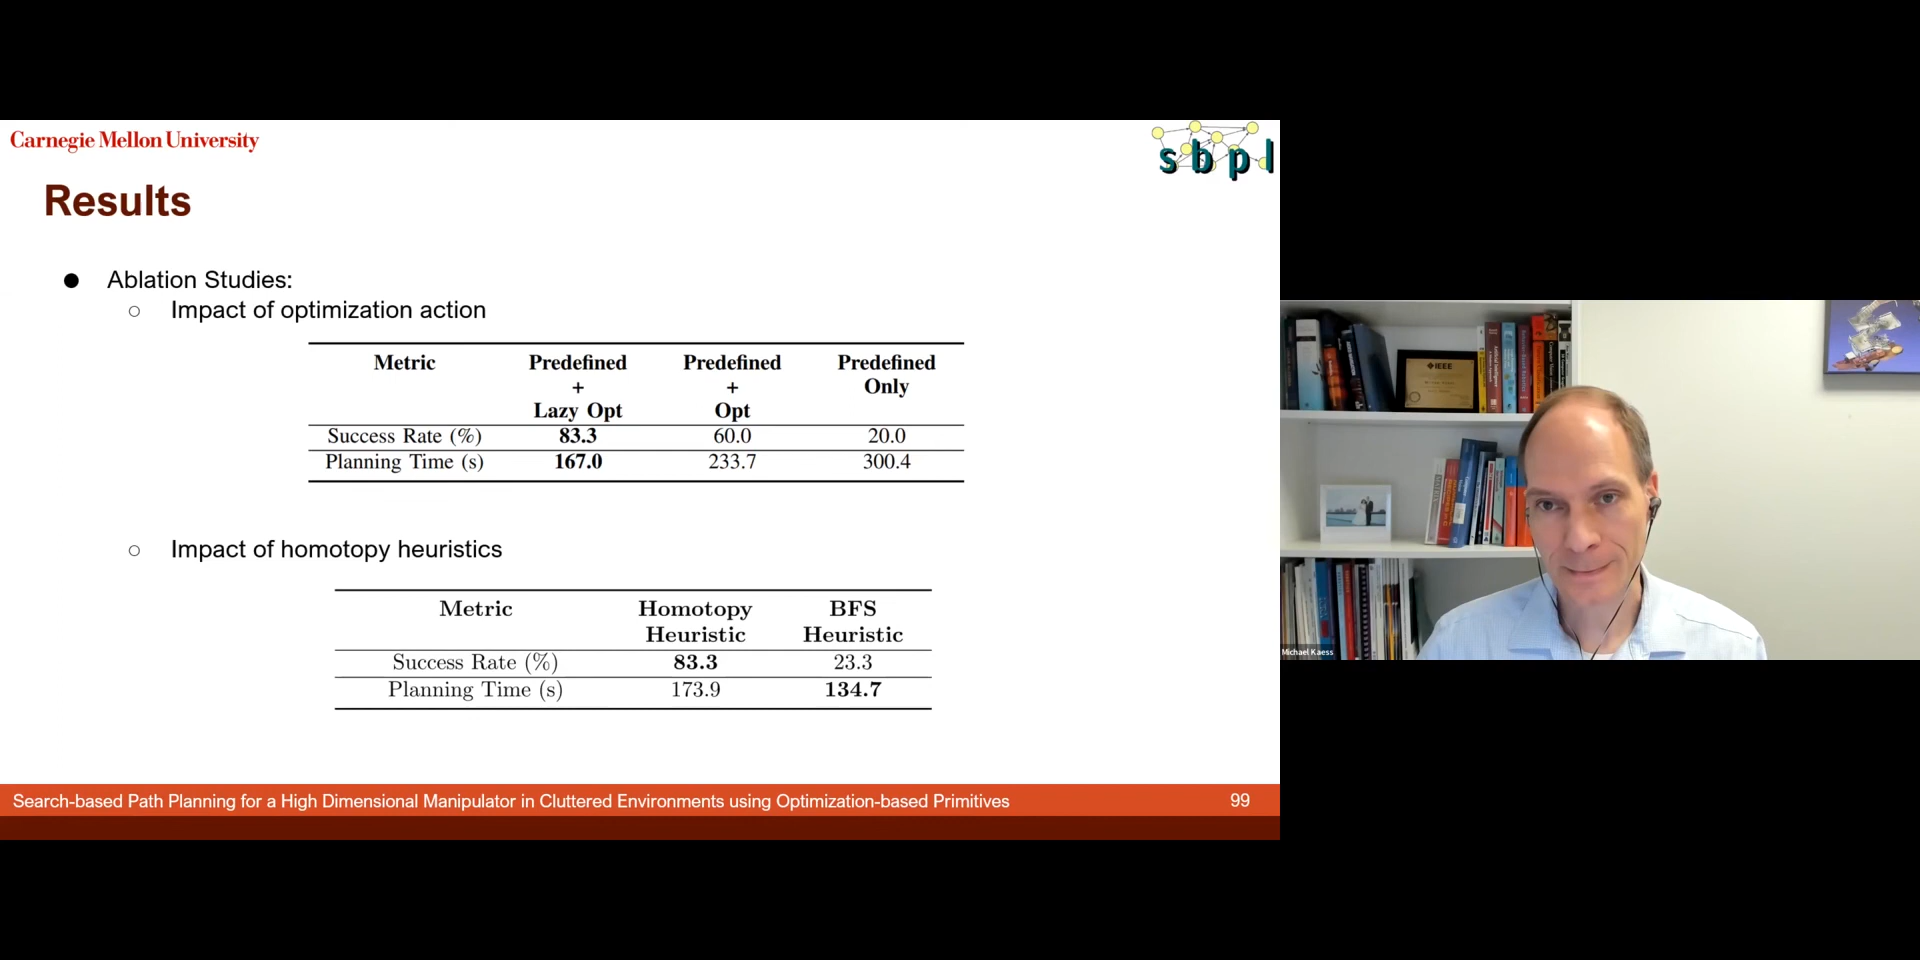 Carnegie Mellon University
sbpl
Results
Ablation Studies:
Impact of optimization action
Metric Predefined + Lazy Opt Predefined + Opt Predefined Only
Success Rate (%) 83.3 60.0 20.0
Planning Time (s) 167.0 233.7 300.4
Impact of homotopy heuristics
Metric Homotopy Heuristic BFS Heuristic
Success Rate (%) 83.3 23.3
Planning Time (s) 173.9 134.7
Search-based Path Planning for a High Dimensional Manipulator in Cluttered Environments using Optimization-based Primitives 99
IEEE
Michael Kaess